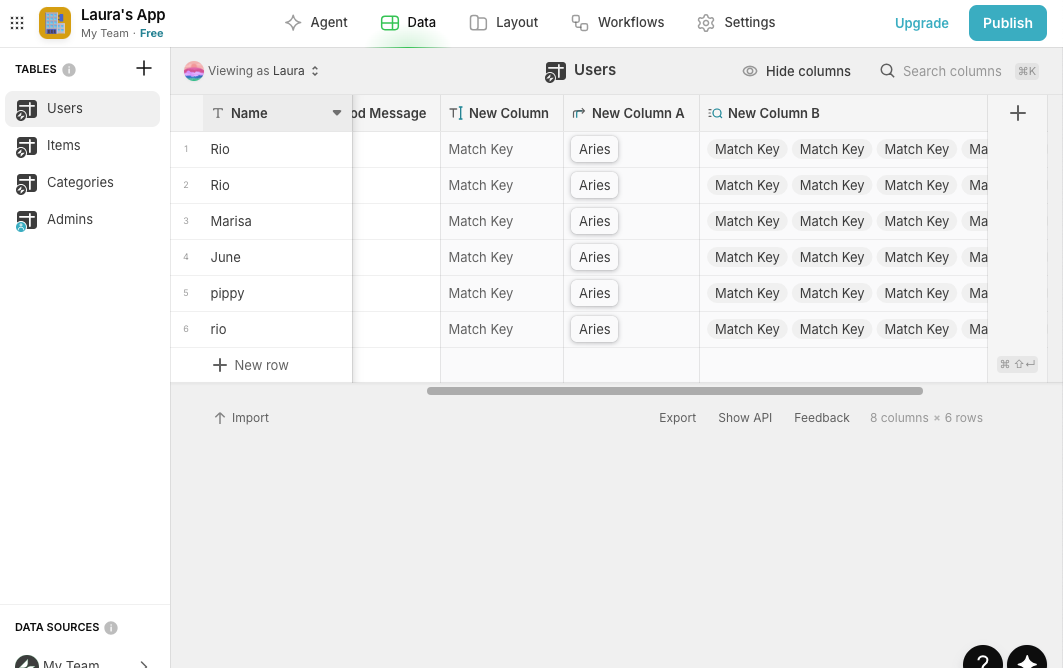 Laura's App
My Team · Free
Agent
Data
Layout
Workflows
Settings
Upgrade
Publish
TABLES
Users
Items
Categories
Admins
Viewing as Laura
Users
Hide columns
Search columns
⌘K
Name od Message New Column New Column A New Column B
1 Rio Match Key Aries Match Key Match Key Match Key Ma
2 Rio Match Key Aries Match Key Match Key Match Key Ma
3 Marisa Match Key Aries Match Key Match Key Match Key Ma
4 June Match Key Aries Match Key Match Key Match Key Ma
5 pippy Match Key Aries Match Key Match Key Match Key Ma
6 rio Match Key Aries Match Key Match Key Match Key Ma
New row
⌘ ⇧↵
Import
Export
Show API
Feedback
8 columns × 6 rows
DATA SOURCES
My Team
?